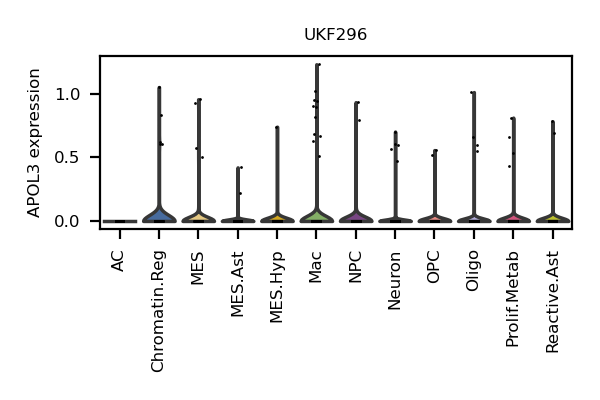 UKF296
APOL3 expression
1.0
0.5
0.0
AC
Chromatin.Reg
MES
MES.Ast
MES.Hyp
Mac
NPC
Neuron
OPC
Oligo
Prolif.Metab
Reactive.Ast